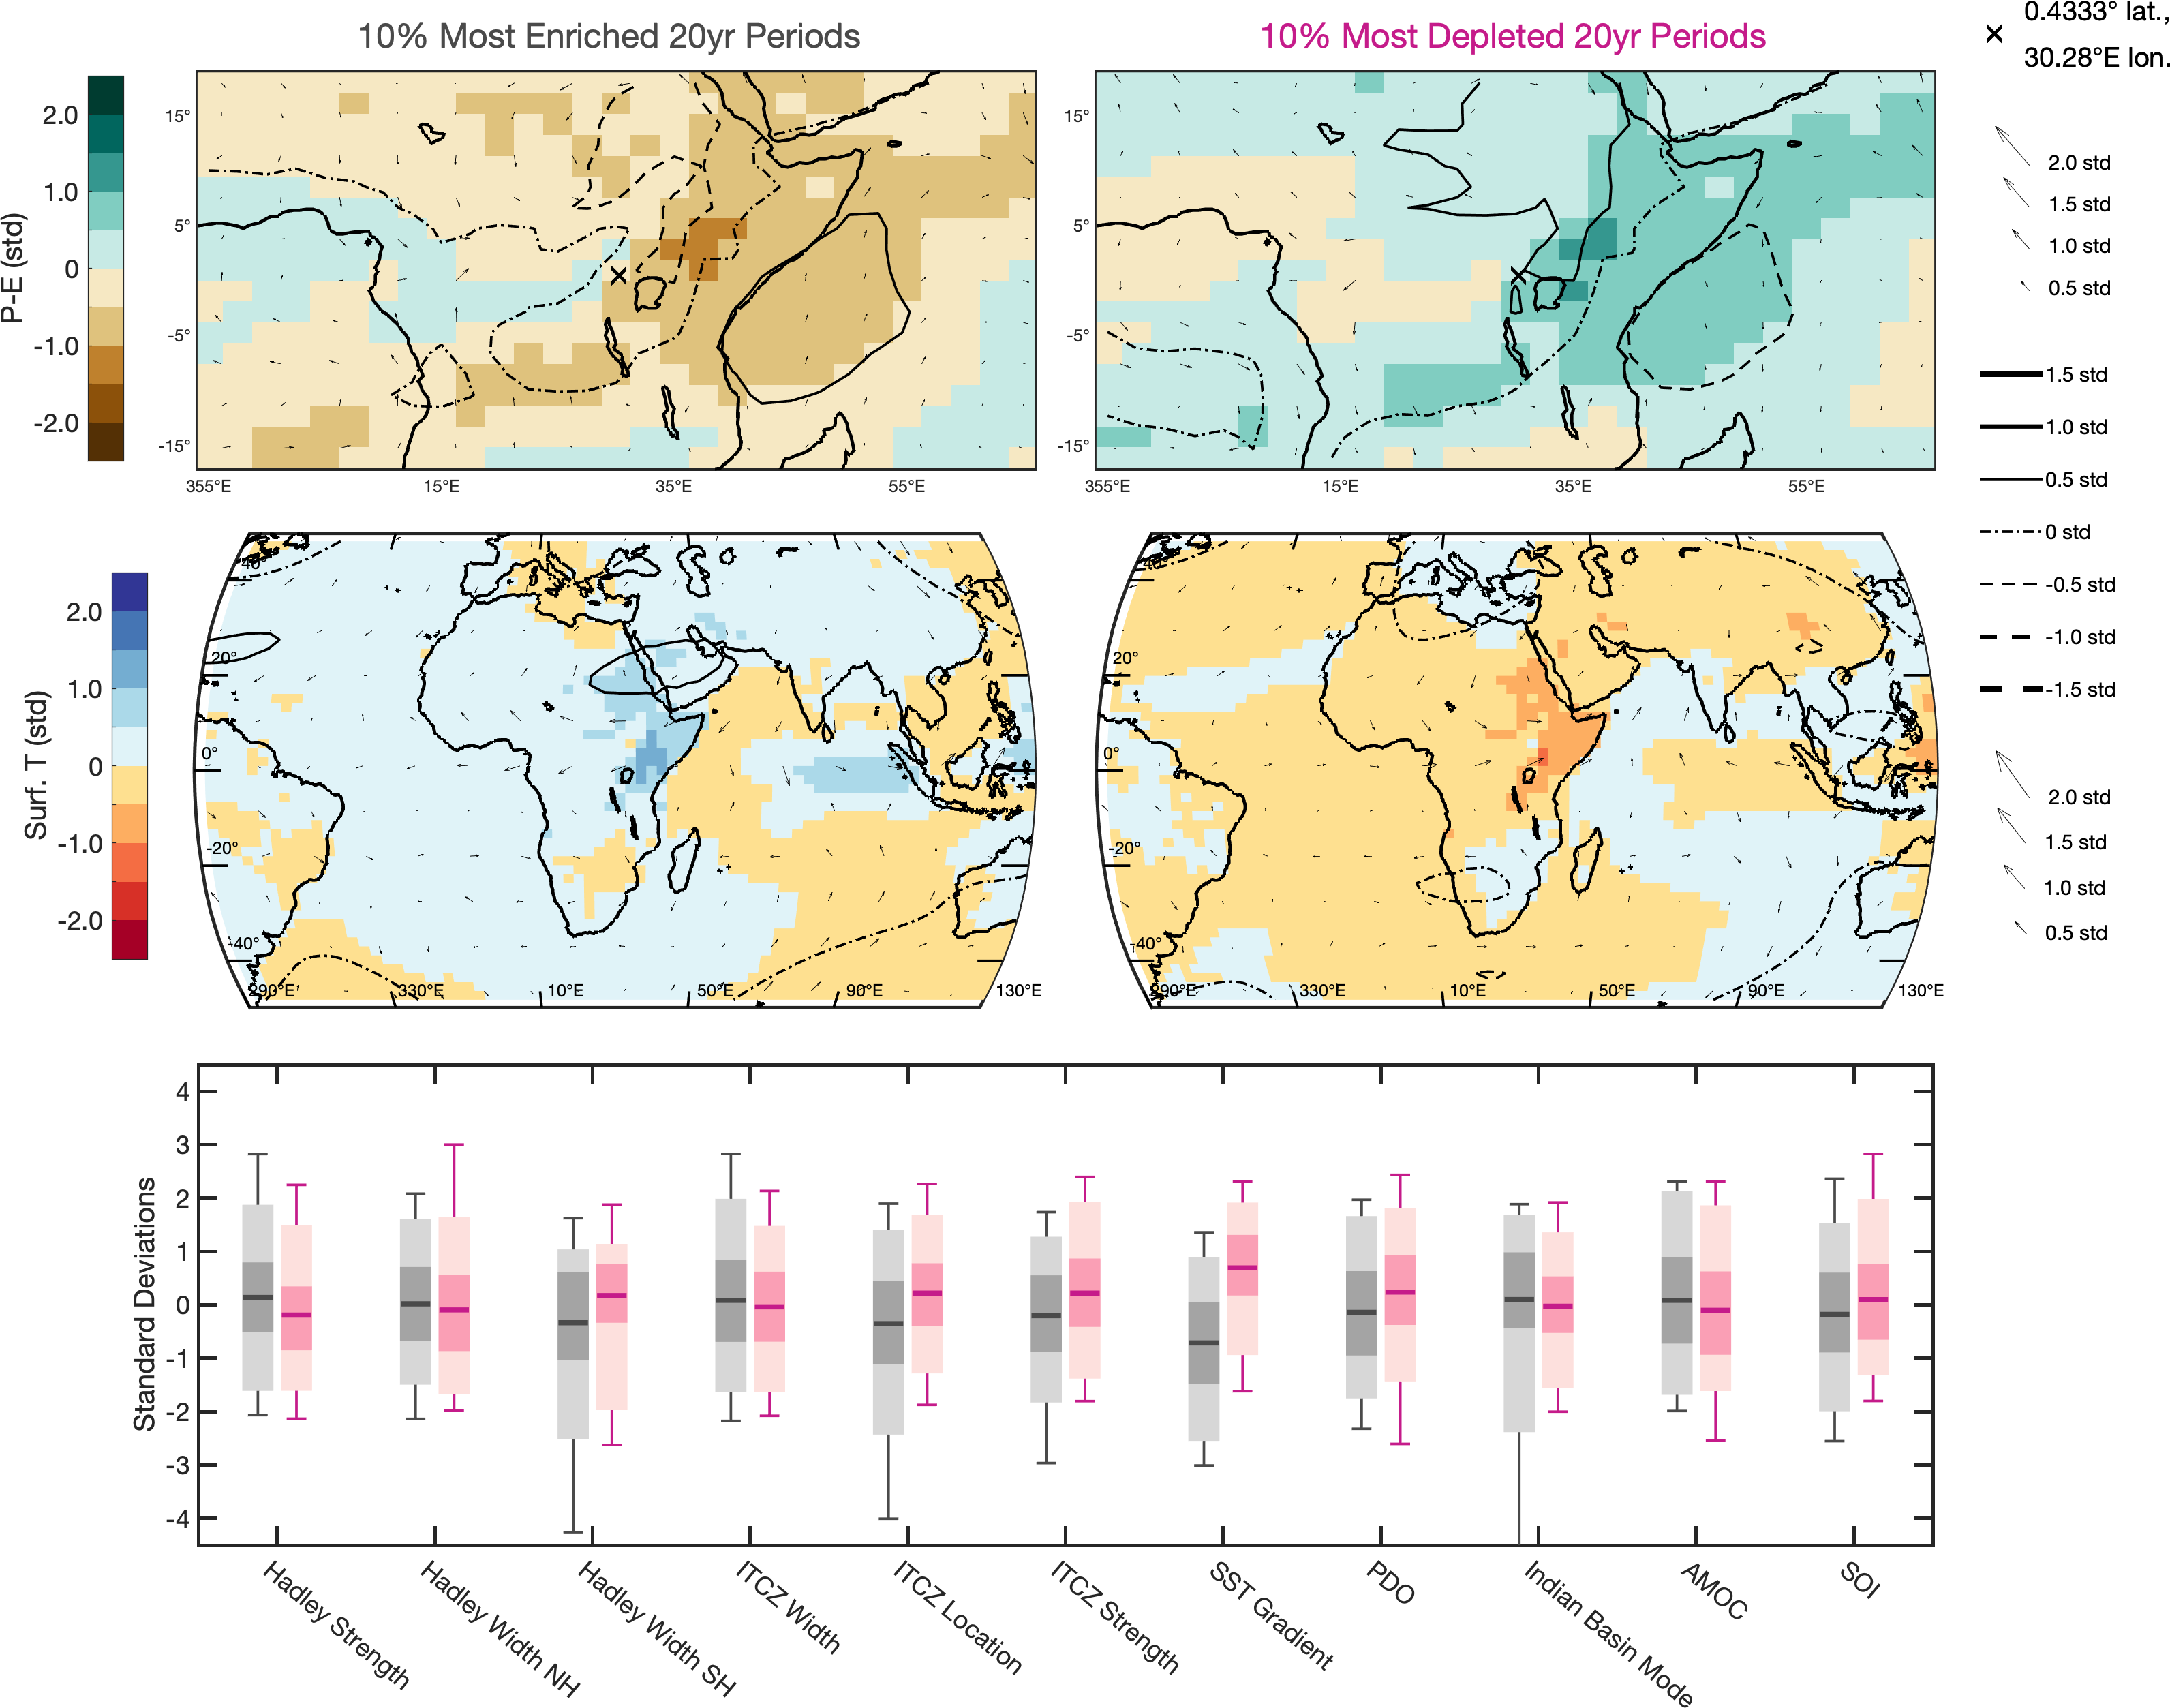 10% Most Enriched 20yr Periods
10% Most Depleted 20yr Periods
0.4333° lat.,
30.28°E lon.
P-E (std)
2.0
1.0
0
-1.0
-2.0
15°
5°
-5°
-15°
355°E 15°E 35°E 55°E
15°
5°
-5°
-15°
355°E 15°E 35°E 55°E
2.0 std
1.5 std
1.0 std
0.5 std
1.5 std
1.0 std
0.5 std
0 std
-0.5 std
-1.0 std
-1.5 std
Surf. T (std)
2.0
1.0
0
-1.0
-2.0
40°
20°
0°
-20°
-40°
290°E 330°E 10°E 50°E 90°E 130°E
40°
20°
0°
-20°
-40°
290°E 330°E 10°E 50°E 90°E 130°E
2.0 std
1.5 std
1.0 std
0.5 std
Standard Deviations
4
3
2
1
0
-1
-2
-3
-4
Hadley Strength
Hadley Width NH
Hadley Width SH
ITCZ Width
ITCZ Location
ITCZ Strength
SST Gradient
PDO
Indian Basin Mode
AMOC
SOI